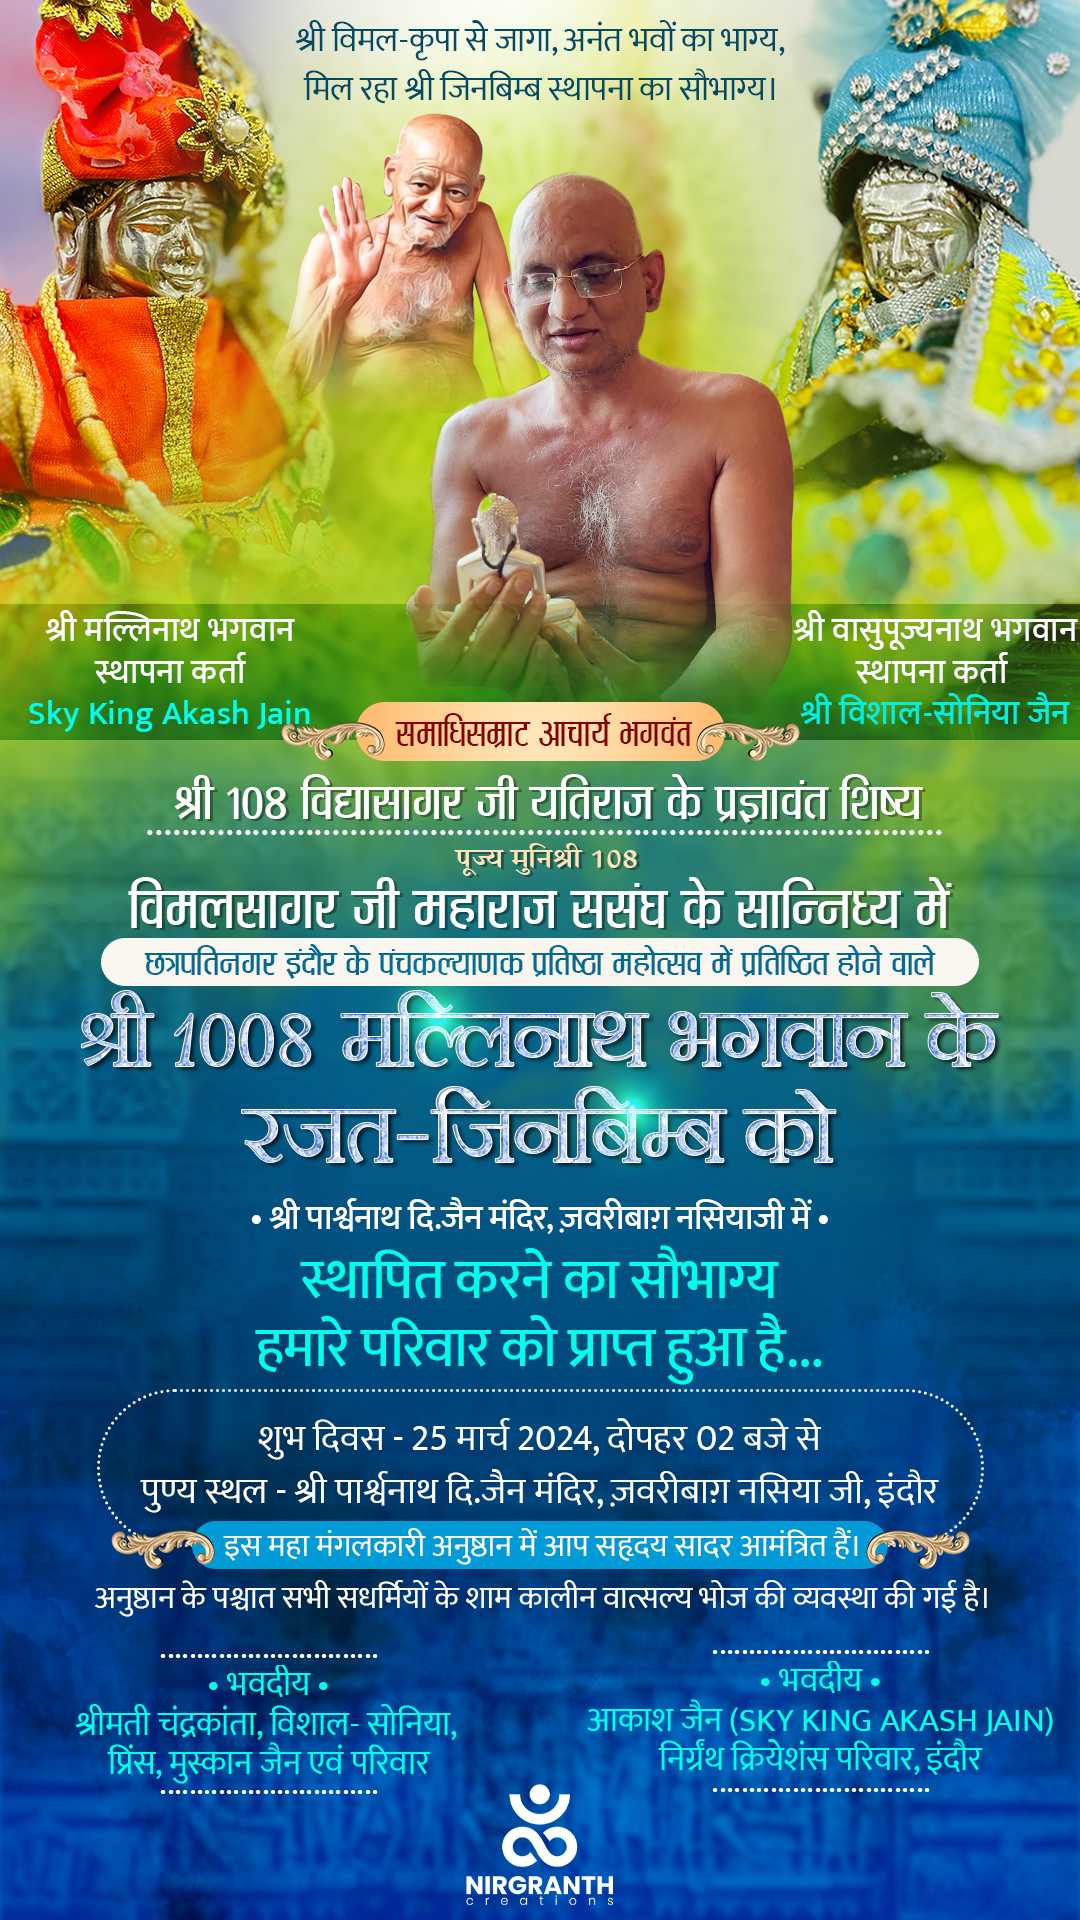 श्री विमल-कृपा से जागा, अनंत भवों का भाग्य,
मिल रहा श्री जिनबिम्ब स्थापना का सौभाग्य।
श्री मल्लिनाथ भगवान
स्थापना कर्ता
Sky King Akash Jain
श्री वासुपूज्यनाथ भगवान
स्थापना कर्ता
श्री विशाल-सोनिया जैन
समाधिसम्राट आचार्य भगवंत
श्री 108 विद्यासागर जी यतिराज के प्रज्ञावंत शिष्य
पूज्य मुनिश्री 108
विमलसागर जी महाराज ससंघ के सान्निध्य में
छत्रपतिनगर इंदौर के पंचकल्याणक प्रतिष्ठा महोत्सव में प्रतिष्ठित होने वाले
श्री 1008 मल्लिनाथ भगवान के
रजत-जिनबिम्ब को
• श्री पार्श्वनाथ दि.जैन मंदिर, ज़वरीबाग़ नसियाजी में •
स्थापित करने का सौभाग्य
हमारे परिवार को प्राप्त हुआ है...
शुभ दिवस - 25 मार्च 2024, दोपहर 02 बजे से
पुण्य स्थल - श्री पार्श्वनाथ दि.जैन मंदिर, ज़वरीबाग़ नसिया जी, इंदौर
इस महा मंगलकारी अनुष्ठान में आप सहृदय सादर आमंत्रित हैं।
अनुष्ठान के पश्चात सभी सधर्मियों के शाम कालीन वात्सल्य भोज की व्यवस्था की गई है।
• भवदीय •
श्रीमती चंद्रकांता, विशाल- सोनिया,
प्रिंस, मुस्कान जैन एवं परिवार
• भवदीय •
आकाश जैन (SKY KING AKASH JAIN)
निर्ग्रंथ क्रियेशंस परिवार, इंदौर
NIRGRANTH
creations